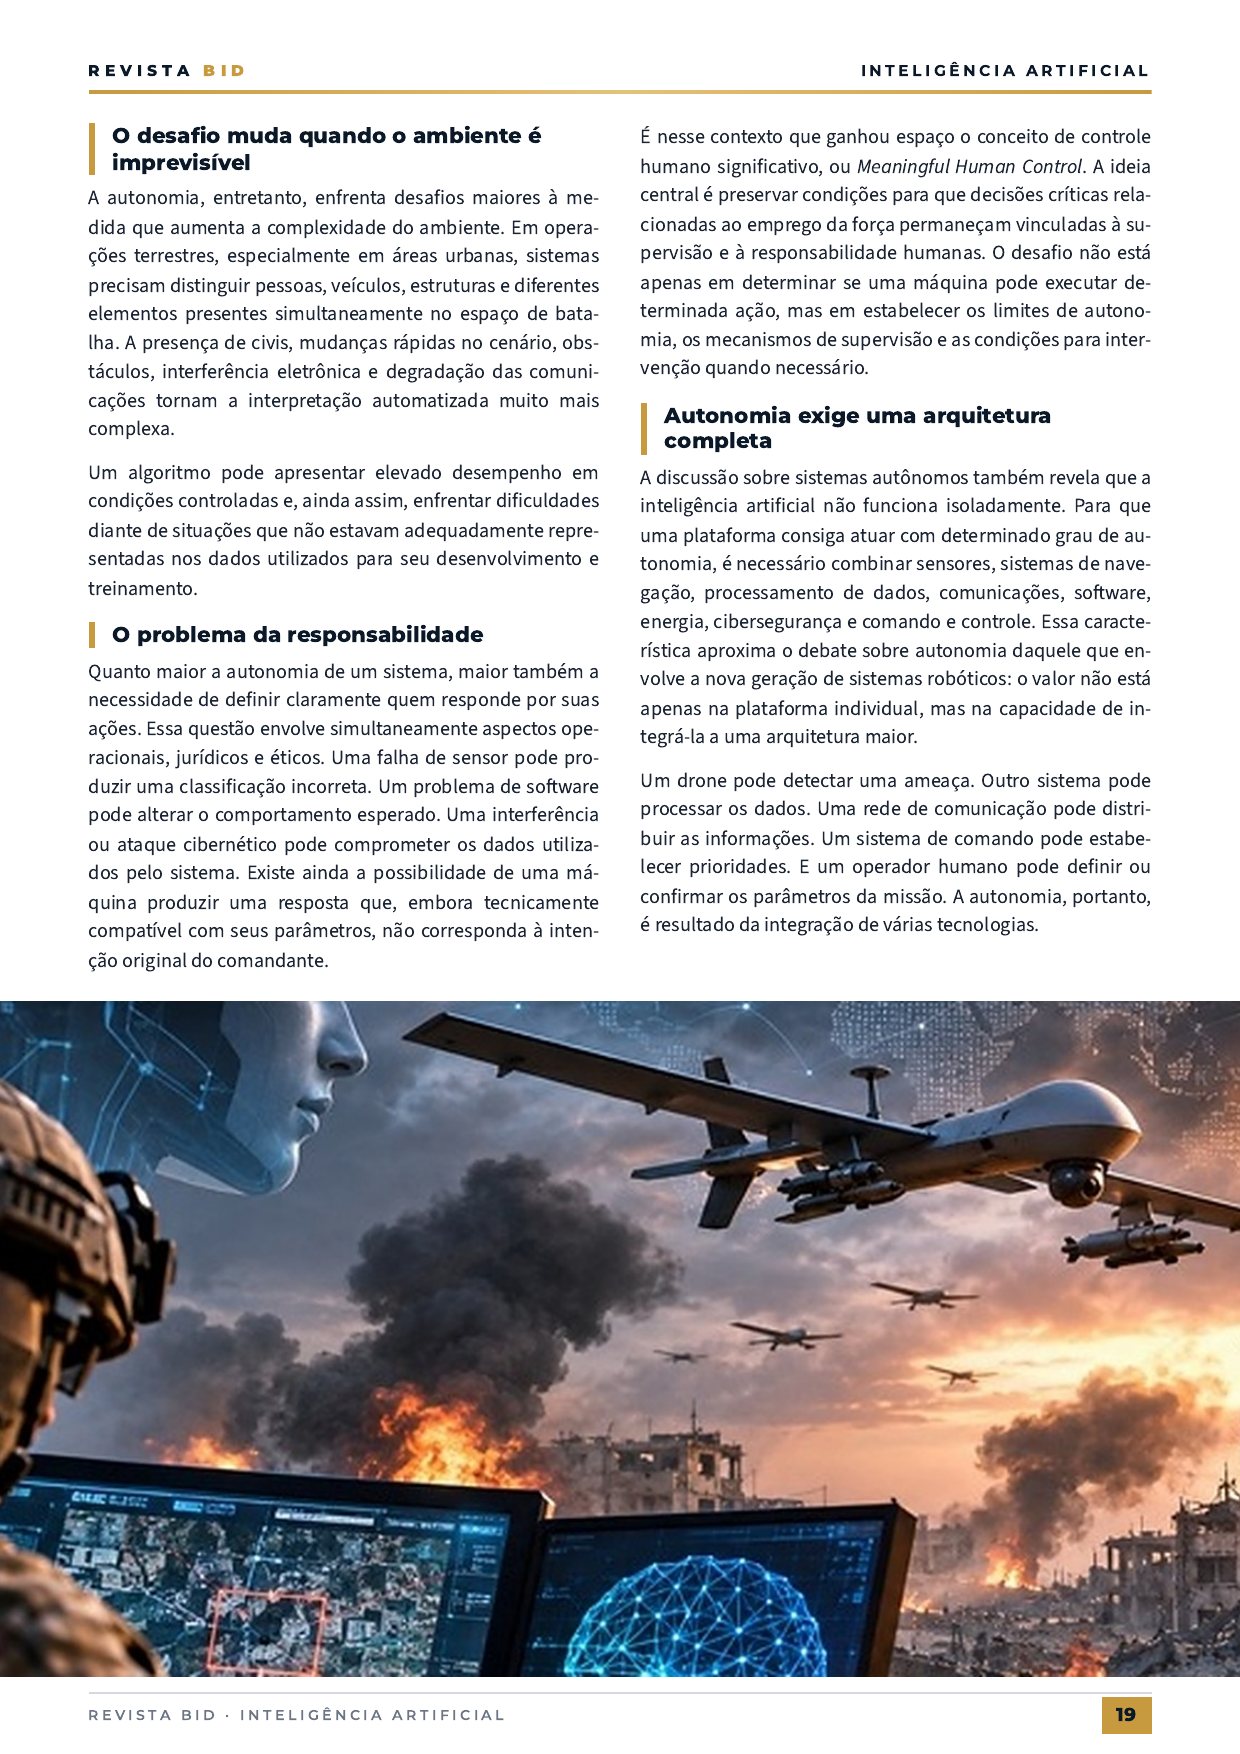 REVISTA BID
INTELIGÊNCIA ARTIFICIAL
O desafio muda quando o ambiente é
imprevisível
A autonomia, entretanto, enfrenta desafios maiores à me-
dida que aumenta a complexidade do ambiente. Em opera-
ções terrestres, especialmente em áreas urbanas, sistemas
precisam distinguir pessoas, veículos, estruturas e diferentes
elementos presentes simultaneamente no espaço de bata-
lha. A presença de civis, mudanças rápidas no cenário, obs-
táculos, interferência eletrônica e degradação das comuni-
cações tornam a interpretação automatizada muito mais
complexa.
Um algoritmo pode apresentar elevado desempenho em
condições controladas e, ainda assim, enfrentar dificuldades
diante de situações que não estavam adequadamente repre-
sentadas nos dados utilizados para seu desenvolvimento e
treinamento.
O problema da responsabilidade
Quanto maior a autonomia de um sistema, maior também a
necessidade de definir claramente quem responde por suas
ações. Essa questão envolve simultaneamente aspectos ope-
racionais, jurídicos e éticos. Uma falha de sensor pode pro-
duzir uma classificação incorreta. Um problema de software
pode alterar o comportamento esperado. Uma interferência
ou ataque cibernético pode comprometer os dados utiliza-
dos pelo sistema. Existe ainda a possibilidade de uma má-
quina produzir uma resposta que, embora tecnicamente
compatível com seus parâmetros, não corresponda à inten-
ção original do comandante.
É nesse contexto que ganhou espaço o conceito de controle
humano significativo, ou Meaningful Human Control. A ideia
central é preservar condições para que decisões críticas rela-
cionadas ao emprego da força permaneçam vinculadas à su-
pervisão e à responsabilidade humanas. O desafio não está
apenas em determinar se uma máquina pode executar de-
terminada ação, mas em estabelecer os limites de autono-
mia, os mecanismos de supervisão e as condições para inter-
venção quando necessário.
Autonomia exige uma arquitetura
completa
A discussão sobre sistemas autônomos também revela que a
inteligência artificial não funciona isoladamente. Para que
uma plataforma consiga atuar com determinado grau de au-
tonomia, é necessário combinar sensores, sistemas de nave-
gação, processamento de dados, comunicações, software,
energia, cibersegurança e comando e controle. Essa caracte-
rística aproxima o debate sobre autonomia daquele que en-
volve a nova geração de sistemas robóticos: o valor não está
apenas na plataforma individual, mas na capacidade de in-
tegrá-la a uma arquitetura maior.
Um drone pode detectar uma ameaça. Outro sistema pode
processar os dados. Uma rede de comunicação pode distri-
buir as informações. Um sistema de comando pode estabe-
lecer prioridades. E um operador humano pode definir ou
confirmar os parâmetros da missão. A autonomia, portanto,
é resultado da integração de várias tecnologias.
REVISTA BID · INTELIGÊNCIA ARTIFICIAL
19